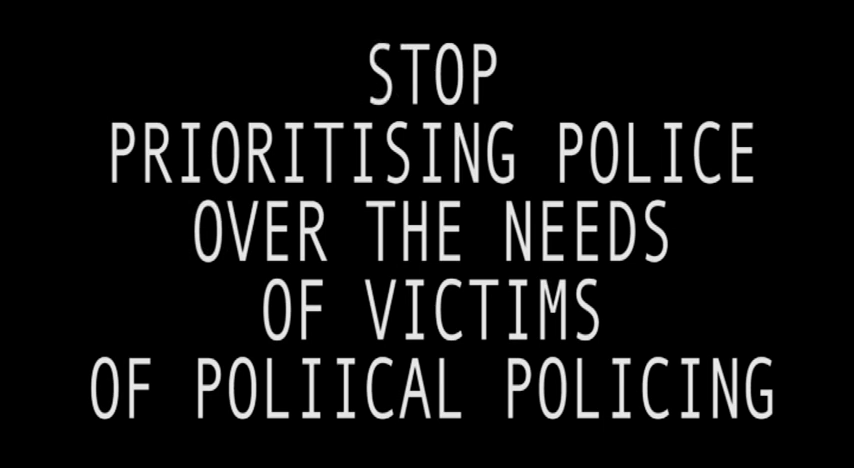 STOP
PRIORITISING POLICE
OVER THE NEEDS
OF VICTIMS
OF POLIICAL POLICING